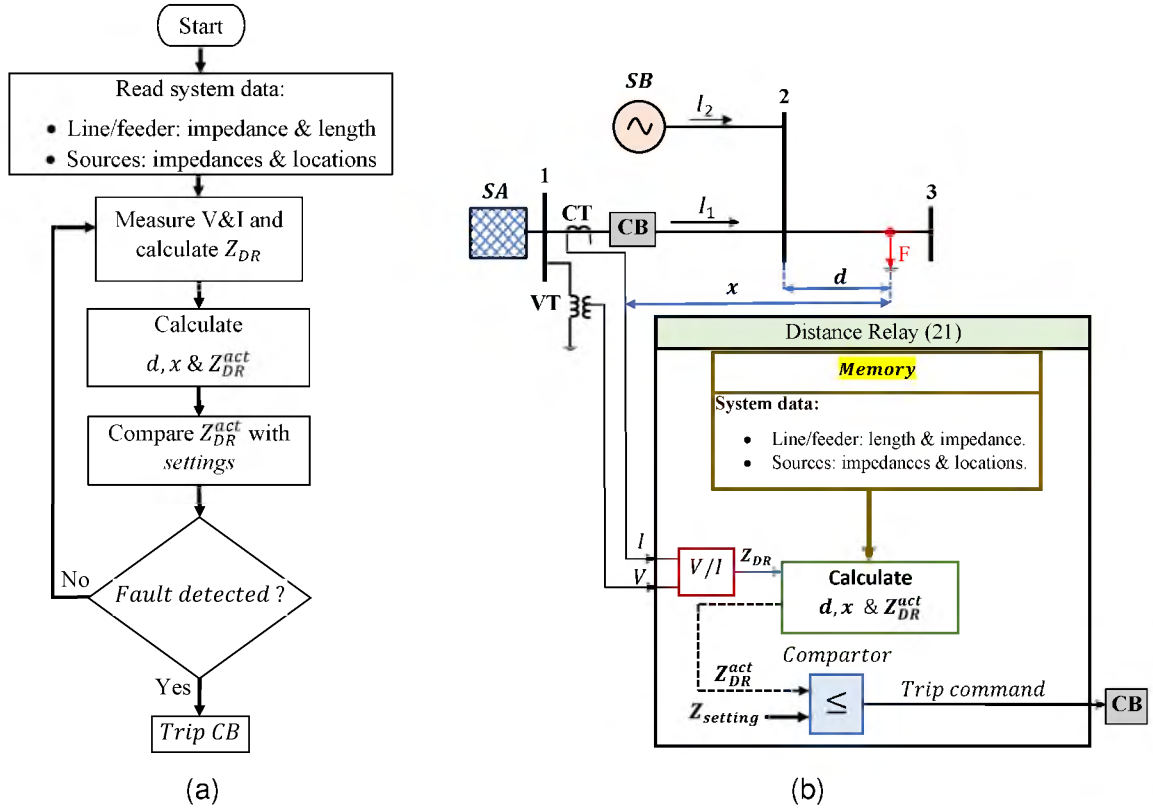 Start
Read system data:
• Line/feeder: impedance & length
• Sources: impedances & locations
Measure V&I and
calculate Z_DR
Calculate
d, x & Z_DR^act
Compare Z_DR^act with
settings
Fault detected ?
No
Yes
Trip CB
(a)
SB
I_2
2
SA
1
CT
CB
I_1
3
F
VT
x
d
Distance Relay (21)
Memory
System data:
• Line/feeder: length & impedance.
• Sources: impedances & locations.
I
V
V/I
Z_DR
Calculate
d, x & Z_DR^act
Compartor
Z_DR^act
≤
Z_setting
Trip command
CB
(b)